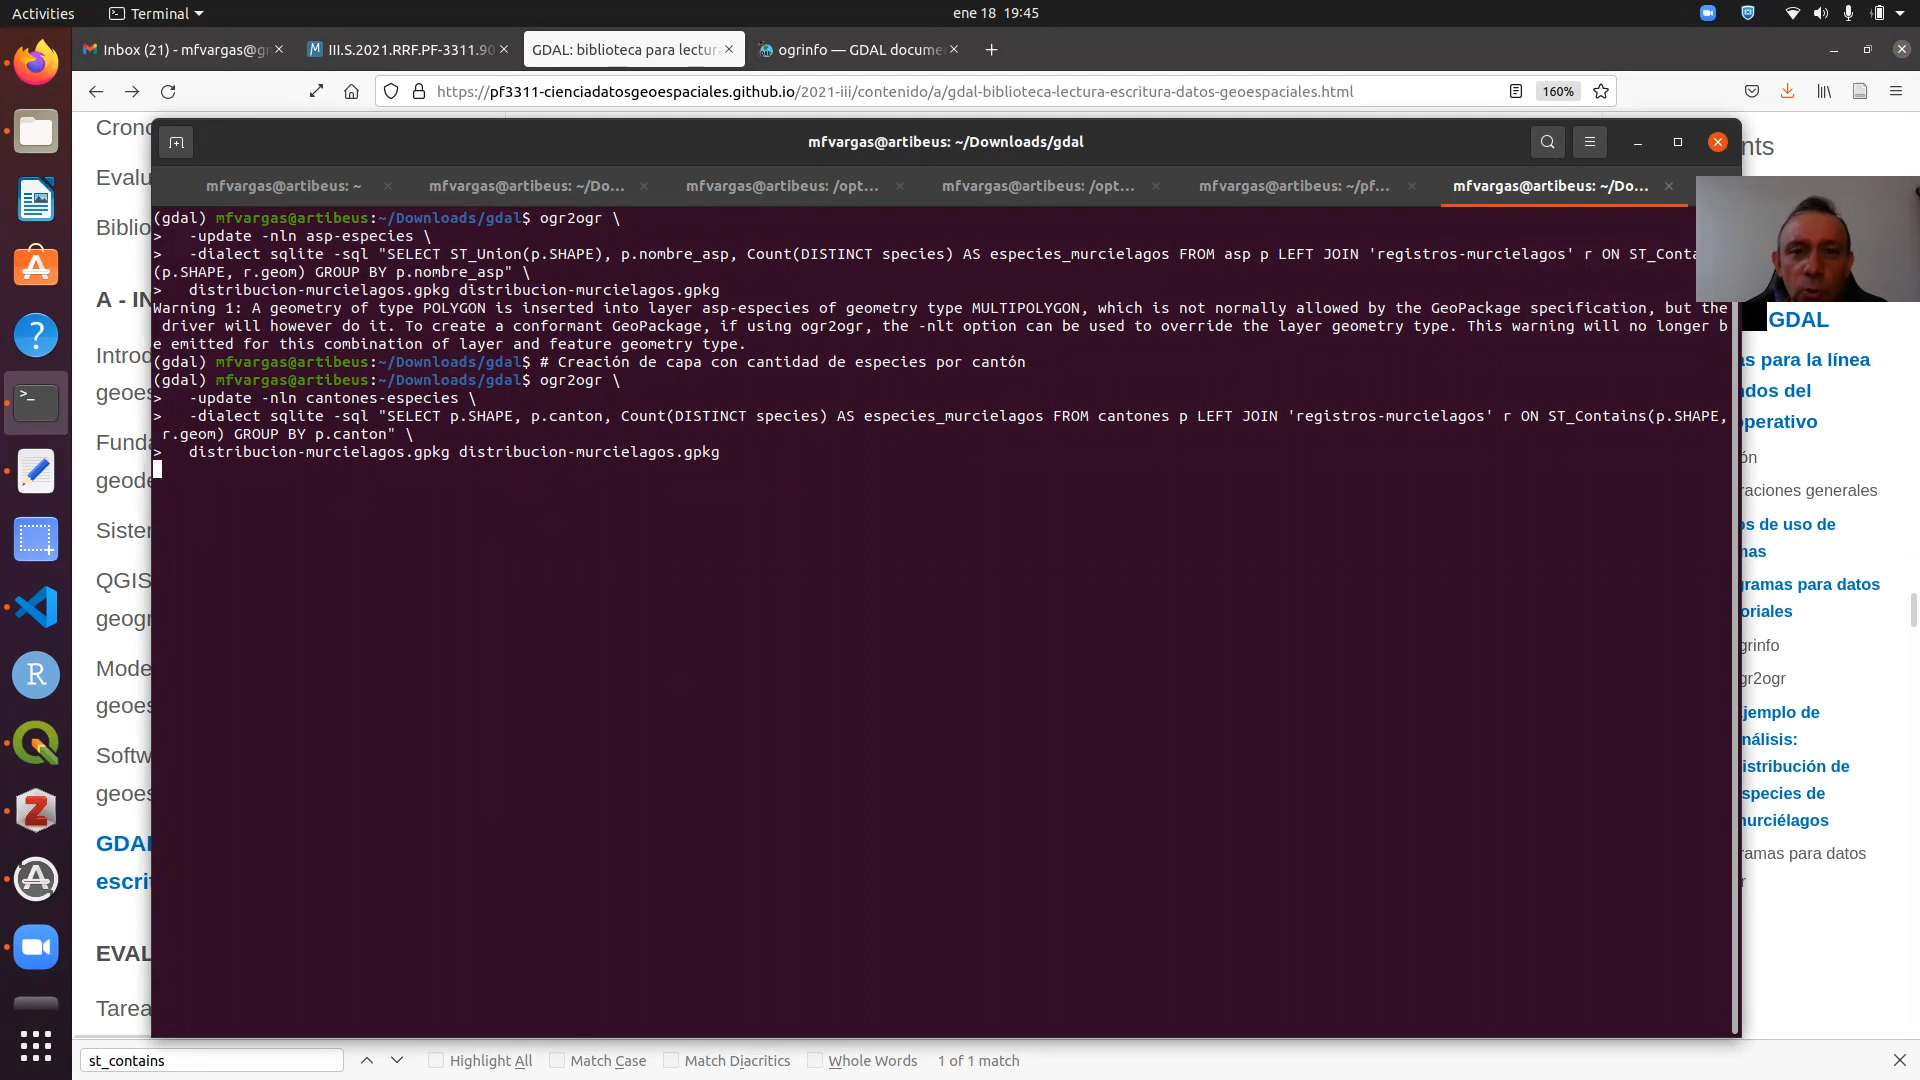 Activities
Terminal
ene 18 19:45
Inbox (21) - mfvargas@gr
III.S.2021.RRF.PF-3311.90
GDAL: biblioteca para lectura
ogrinfo — GDAL docume
https://pf3311-cienciadatosgeoespaciales.github.io/2021-iii/contenido/a/gdal-biblioteca-lectura-escritura-datos-geoespaciales.html
160%
Crono
Evalu
Biblio
A - IN
Introd
geoes
Funda
geode
Sister
QGIS
geogr
Mode
geoes
Softw
geoes
GDAL
escrit
EVAL
Tarea
mfvargas@artibeus: ~/Downloads/gdal
mfvargas@artibeus: ~
mfvargas@artibeus: ~/Do...
mfvargas@artibeus: /opt...
mfvargas@artibeus: /opt...
mfvargas@artibeus: ~/pf...
mfvargas@artibeus: ~/Do...
(gdal) mfvargas@artibeus:~/Downloads/gdal$ ogr2ogr \
>   -update -nln asp-especies \
>   -dialect sqlite -sql "SELECT ST_Union(p.SHAPE), p.nombre_asp, Count(DISTINCT species) AS especies_murcielagos FROM asp p LEFT JOIN 'registros-murcielagos' r ON ST_Conta
(p.SHAPE, r.geom) GROUP BY p.nombre_asp" \
>   distribucion-murcielagos.gpkg distribucion-murcielagos.gpkg
Warning 1: A geometry of type POLYGON is inserted into layer asp-especies of geometry type MULTIPOLYGON, which is not normally allowed by the GeoPackage specification, but the
driver will however do it. To create a conformant GeoPackage, if using ogr2ogr, the -nlt option can be used to override the layer geometry type. This warning will no longer b
e emitted for this combination of layer and feature geometry type.
(gdal) mfvargas@artibeus:~/Downloads/gdal$ # Creación de capa con cantidad de especies por cantón
(gdal) mfvargas@artibeus:~/Downloads/gdal$ ogr2ogr \
>   -update -nln cantones-especies \
>   -dialect sqlite -sql "SELECT p.SHAPE, p.canton, Count(DISTINCT species) AS especies_murcielagos FROM cantones p LEFT JOIN 'registros-murcielagos' r ON ST_Contains(p.SHAPE,
r.geom) GROUP BY p.canton" \
>   distribucion-murcielagos.gpkg distribucion-murcielagos.gpkg
nts
GDAL
as para la línea
ndos del
perativo
ón
raciones generales
os de uso de
mas
gramas para datos
oriales
grinfo
gr2ogr
jemplo de
nálisis:
istribución de
species de
urciélagos
ramas para datos
r
st_contains
Highlight All
Match Case
Match Diacritics
Whole Words
1 of 1 match